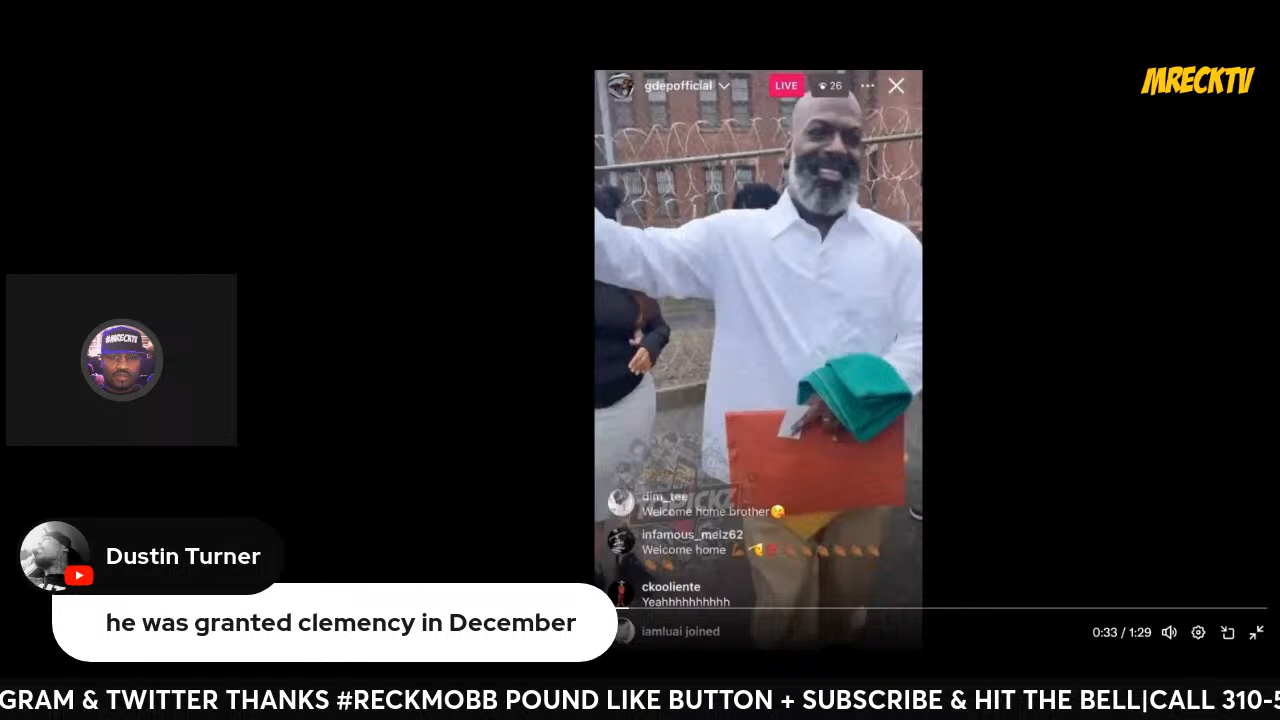 MRECKTV
gdepofficial
LIVE
26
#MRECKTV
dim_tee
Welcome home brother😘
infamous_melz62
Welcome home
ckooliente
Yeahhhhhhhhhh
iamluai joined
Dustin Turner
he was granted clemency in December
0:33 / 1:29
GRAM & TWITTER THANKS #RECKMOBB POUND LIKE BUTTON + SUBSCRIBE & HIT THE BELL|CALL 310-5